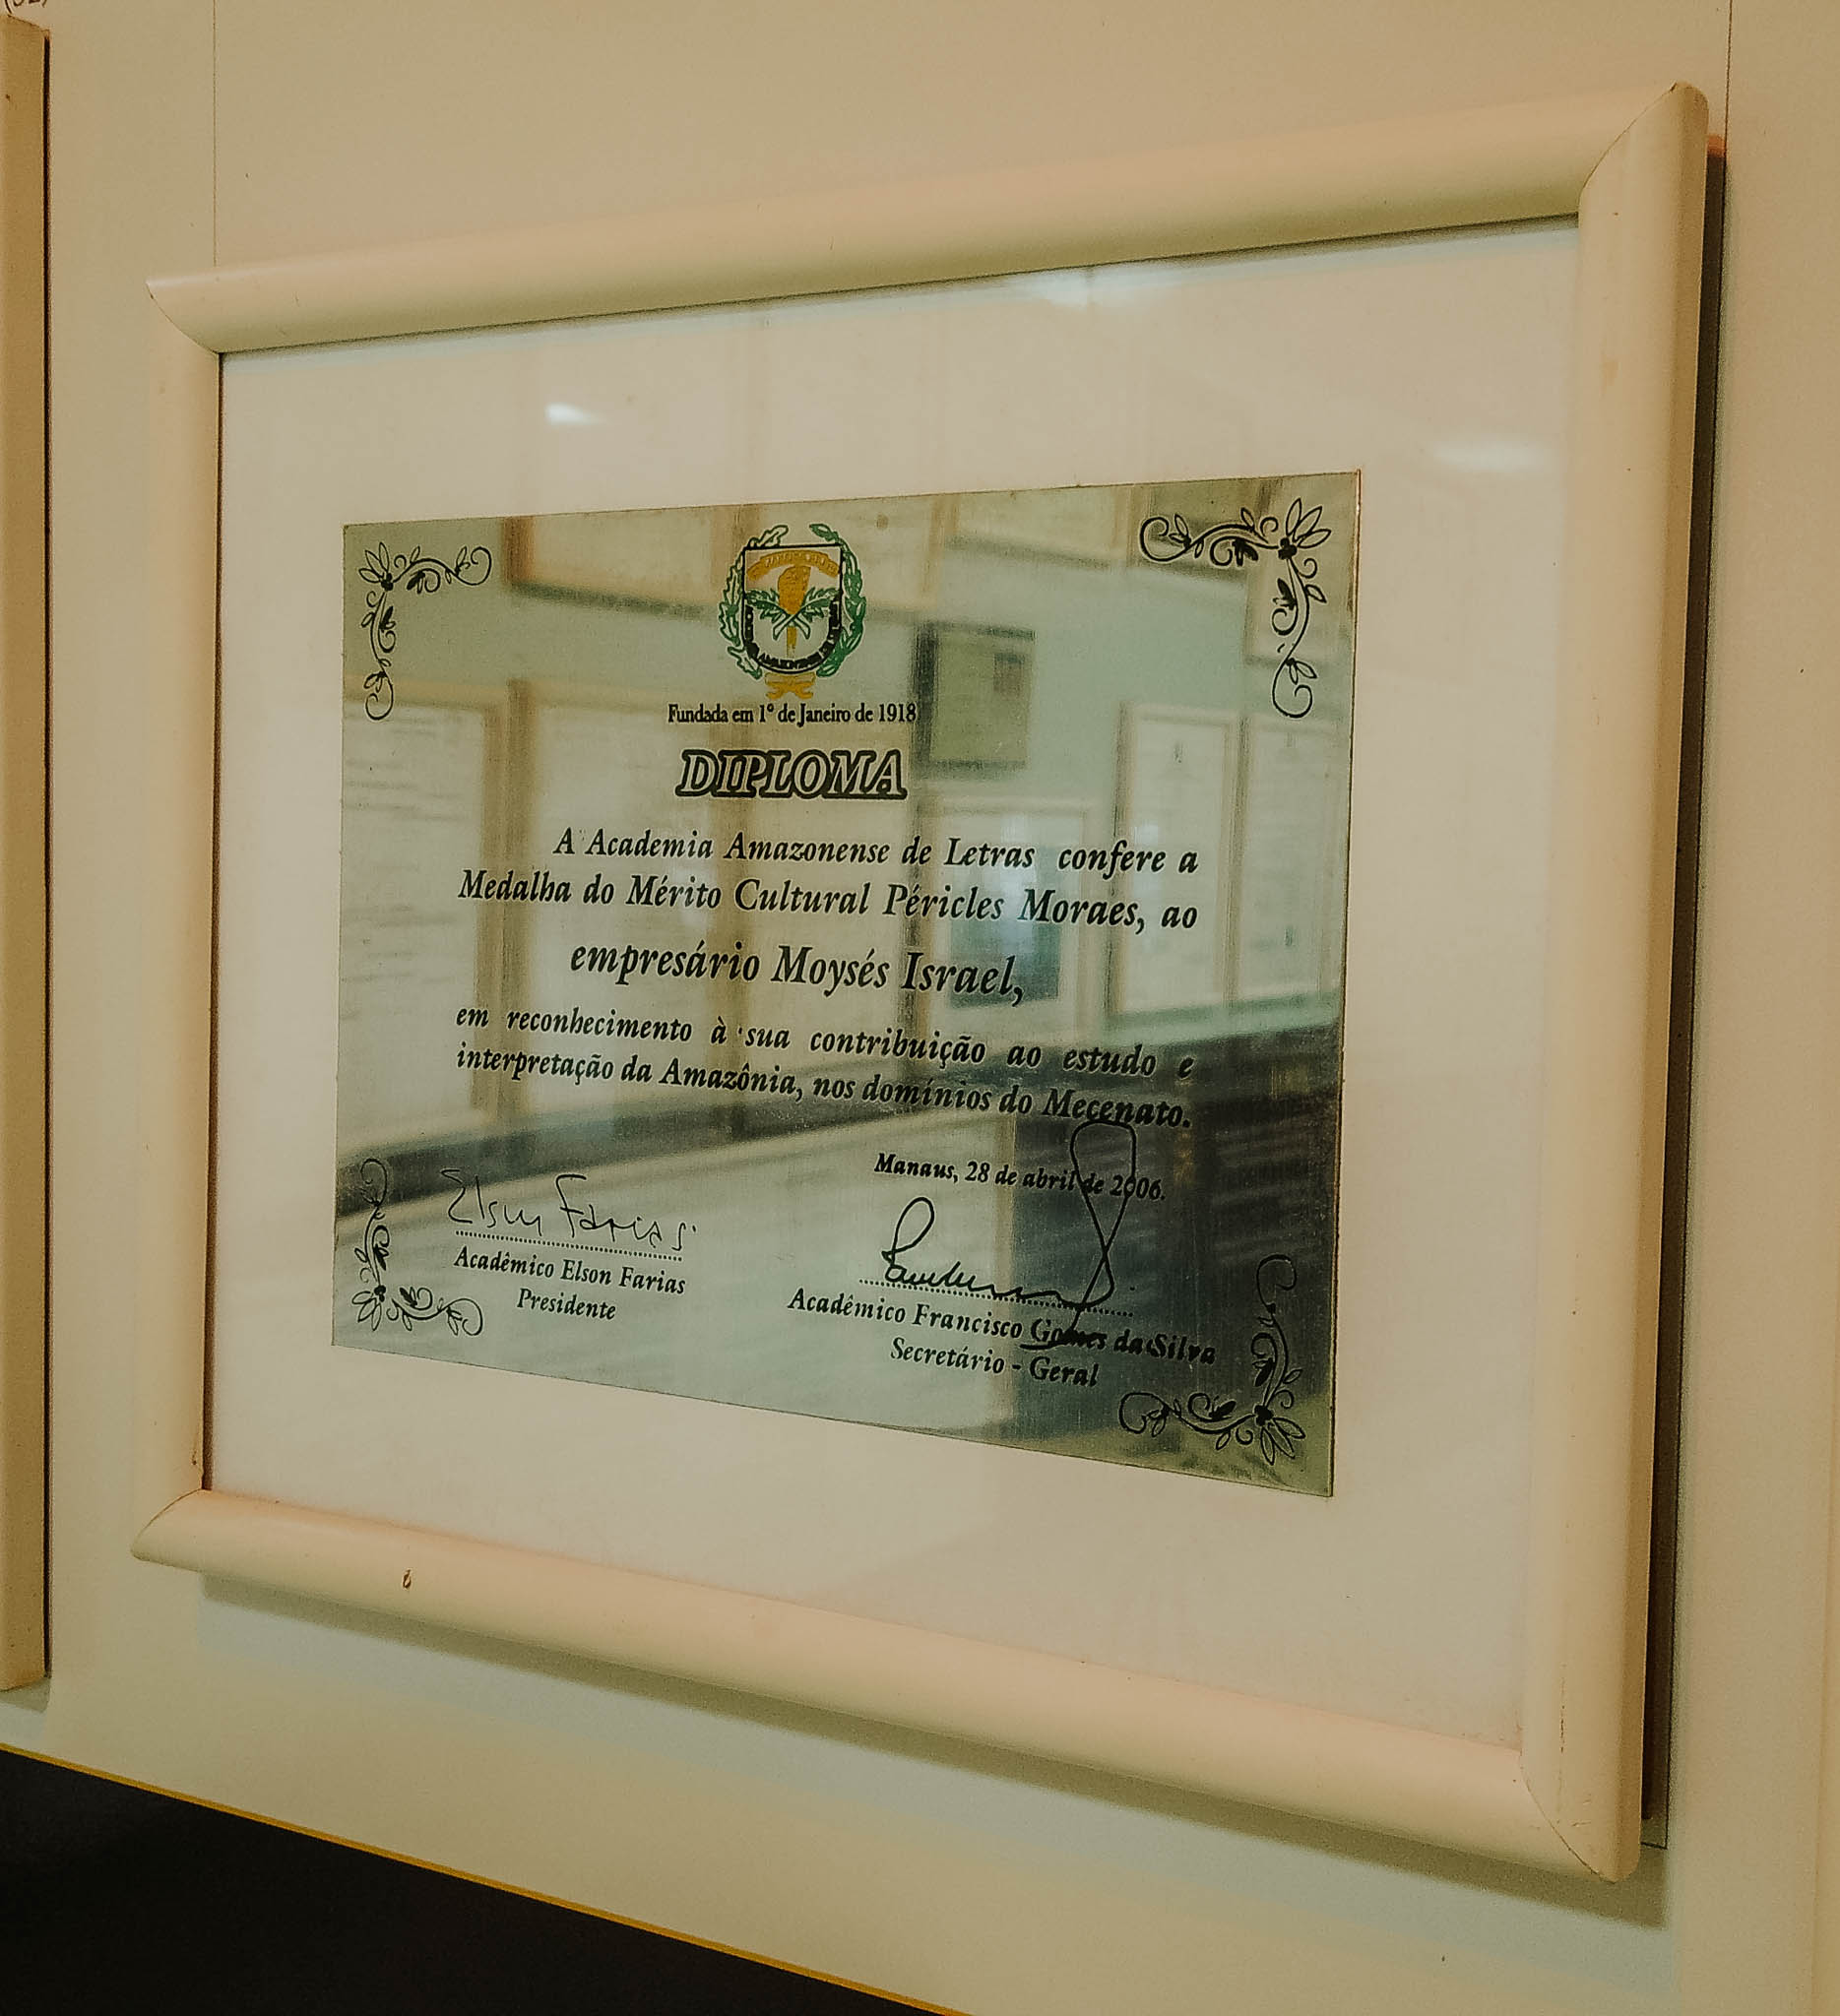 Fundada em 1º de Janeiro de 1918
DIPLOMA
A Academia Amazonense de Letras confere a
Medalha do Mérito Cultural Péricles Moraes, ao
empresário Moysés Israel,
em reconhecimento à sua contribuição ao estudo e
interpretação da Amazônia, nos domínios do Mecenato.
Manaus, 28 de abril de 2006.
Elson Farias
Acadêmico Elson Farias
Presidente
Acadêmico Francisco Gomes da Silva
Secretário - Geral